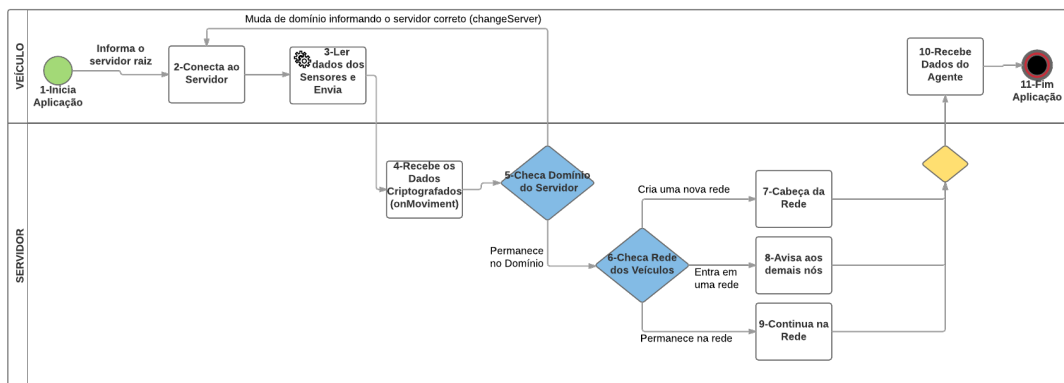 Muda de domínio informando o servidor correto (changeServer)
VEÍCULO
Informa o
servidor raiz
1-Inicia
Aplicação
2-Conecta ao
Servidor
3-Ler
dados dos
Sensores e
Envia
10-Recebe
Dados do
Agente
11-Fim
Aplicação
SERVIDOR
4-Recebe os
Dados
Criptografados
(onMoviment)
5-Checa Domínio
do Servidor
Permanece
no Domínio
6-Checa Rede
dos Veículos
Cria uma nova rede
7-Cabeça da
Rede
Entra em
uma rede
8-Avisa aos
demais nós
Permanece na rede
9-Continua na
Rede